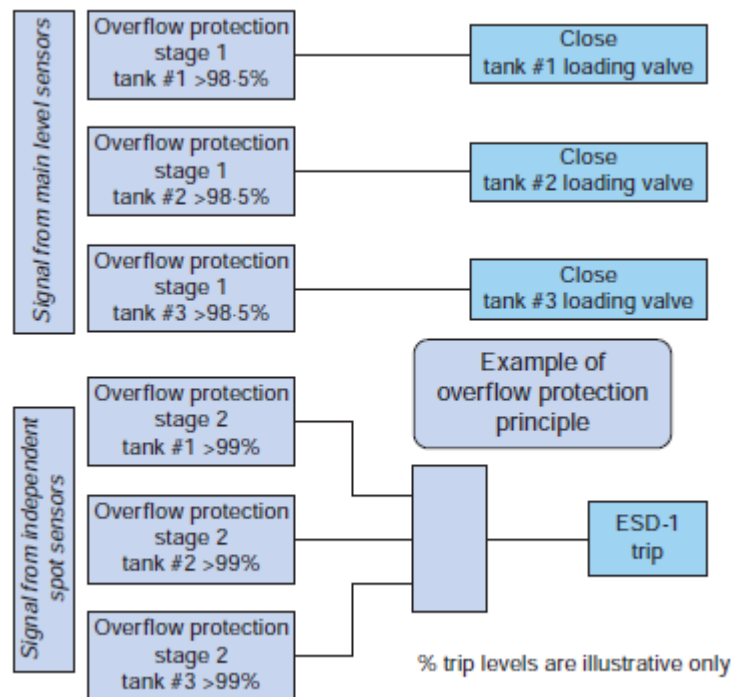 Signal from main level sensors
Overflow protection
stage 1
tank #1 >98·5%
Close
tank #1 loading valve
Overflow protection
stage 1
tank #2 >98·5%
Close
tank #2 loading valve
Overflow protection
stage 1
tank #3 >98·5%
Close
tank #3 loading valve
Example of
overflow protection
principle
Signal from independent
spot sensors
Overflow protection
stage 2
tank #1 >99%
Overflow protection
stage 2
tank #2 >99%
Overflow protection
stage 2
tank #3 >99%
ESD-1
trip
% trip levels are illustrative only